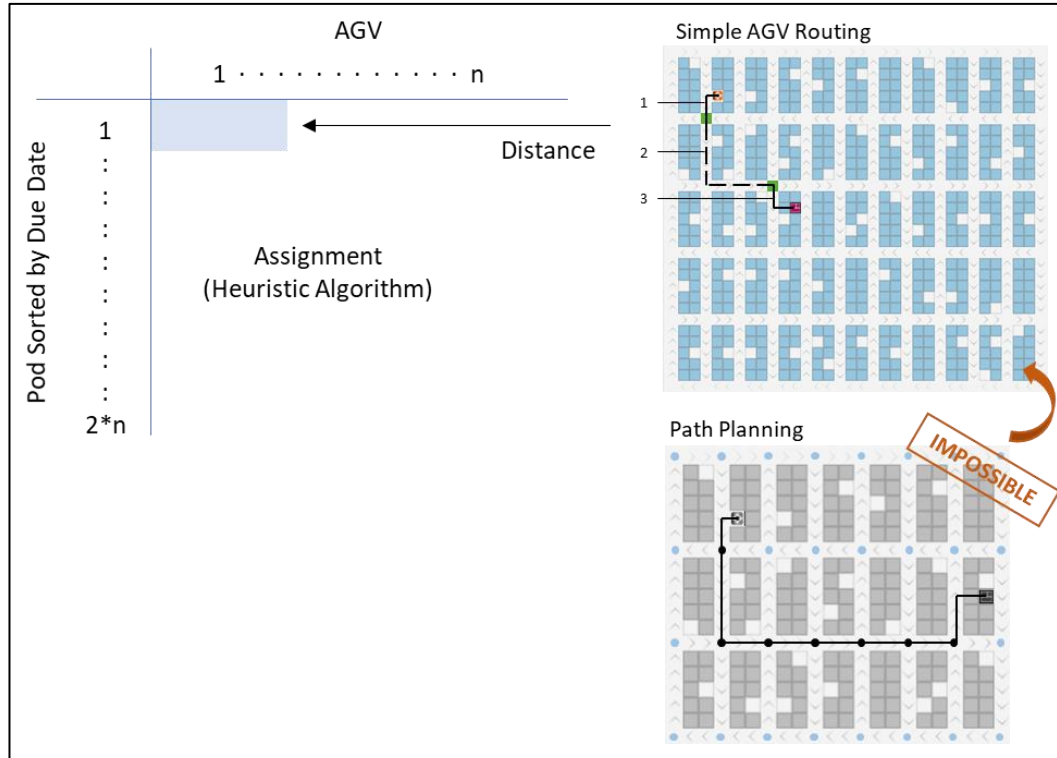 AGV
1 · · · · · · · · · · · · · n
Pod Sorted by Due Date
1
:
:
:
:
:
:
:
:
:
2*n
Distance
Assignment
(Heuristic Algorithm)
Simple AGV Routing
1
2
3
IMPOSSIBLE
Path Planning